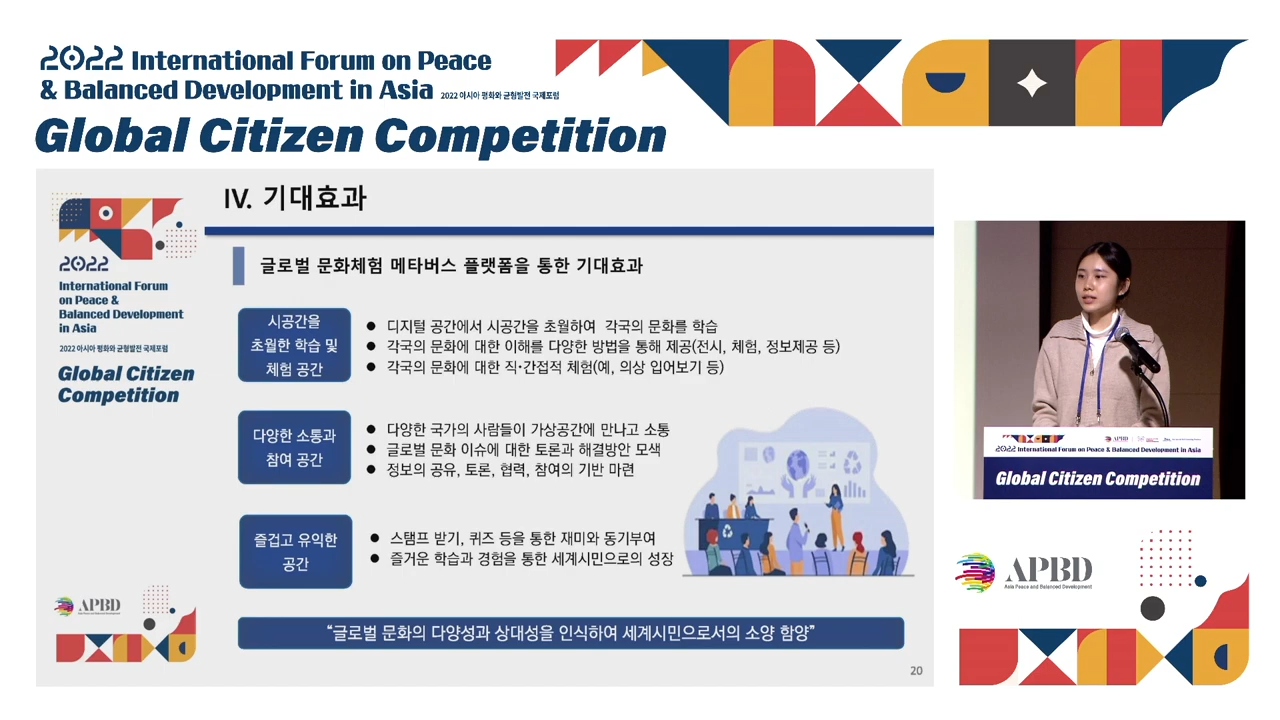 2022 International Forum on Peace
& Balanced Development in Asia 2022 아시아 평화와 균형발전 국제포럼
Global Citizen Competition
2022
International Forum
on Peace &
Balanced Development
in Asia
2022 아시아 평화와 균형발전 국제포럼
Global Citizen
Competition
APBD
IV. 기대효과
글로벌 문화체험 메타버스 플랫폼을 통한 기대효과
시공간을
초월한 학습 및
체험 공간
● 디지털 공간에서 시공간을 초월하여 각국의 문화를 학습
● 각국의 문화에 대한 이해를 다양한 방법을 통해 제공(전시, 체험, 정보제공 등)
● 각국의 문화에 대한 직·간접적 체험(예, 의상 입어보기 등)
다양한 소통과
참여 공간
● 다양한 국가의 사람들이 가상공간에 만나고 소통
● 글로벌 문화 이슈에 대한 토론과 해결방안 모색
● 정보의 공유, 토론, 협력, 참여의 기반 마련
즐겁고 유익한
공간
● 스탬프 받기, 퀴즈 등을 통한 재미와 동기부여
● 즐거운 학습과 경험을 통한 세계시민으로의 성장
“글로벌 문화의 다양성과 상대성을 인식하여 세계시민으로서의 소양 함양”
20
APBD
2022 International Forum on Peace & Balanced Development in Asia
Global Citizen Competition
APBD
Asia Peace and Balanced Development